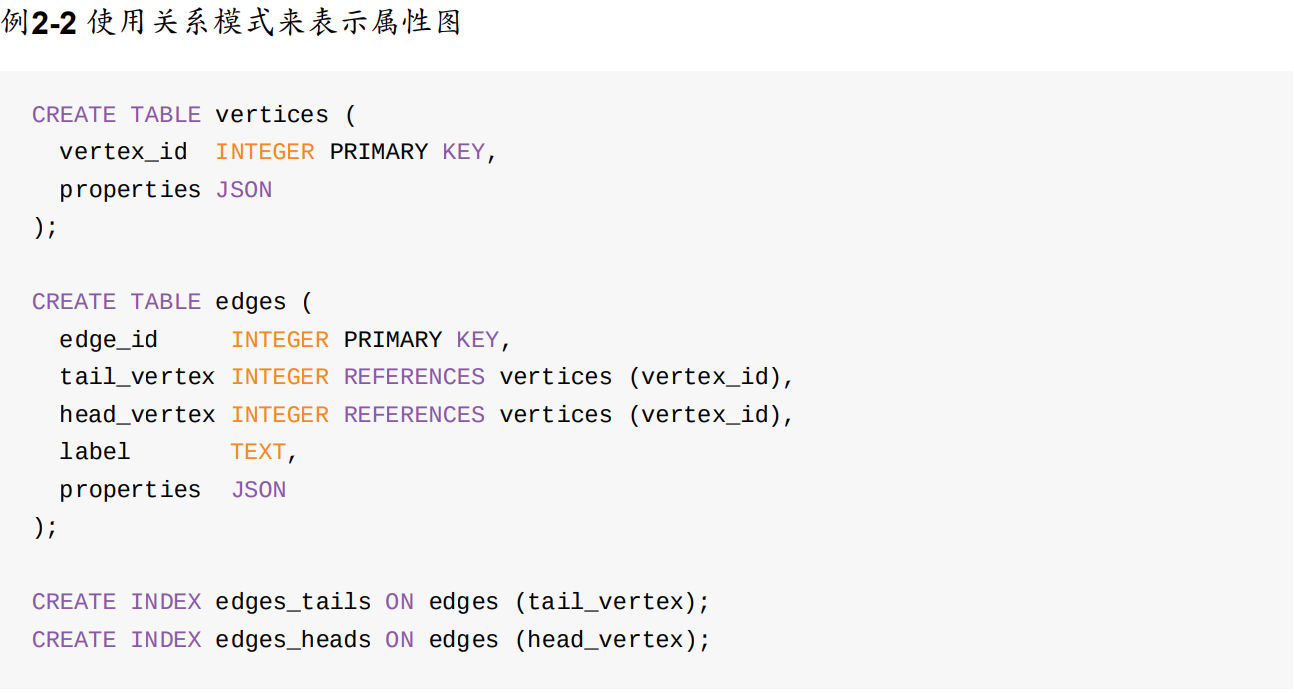 例2-2 使用关系模式来表示属性图
CREATE TABLE vertices (
  vertex_id  INTEGER PRIMARY KEY,
  properties JSON
);
CREATE TABLE edges (
  edge_id     INTEGER PRIMARY KEY,
  tail_vertex INTEGER REFERENCES vertices (vertex_id),
  head_vertex INTEGER REFERENCES vertices (vertex_id),
  label       TEXT,
  properties  JSON
);
CREATE INDEX edges_tails ON edges (tail_vertex);
CREATE INDEX edges_heads ON edges (head_vertex);